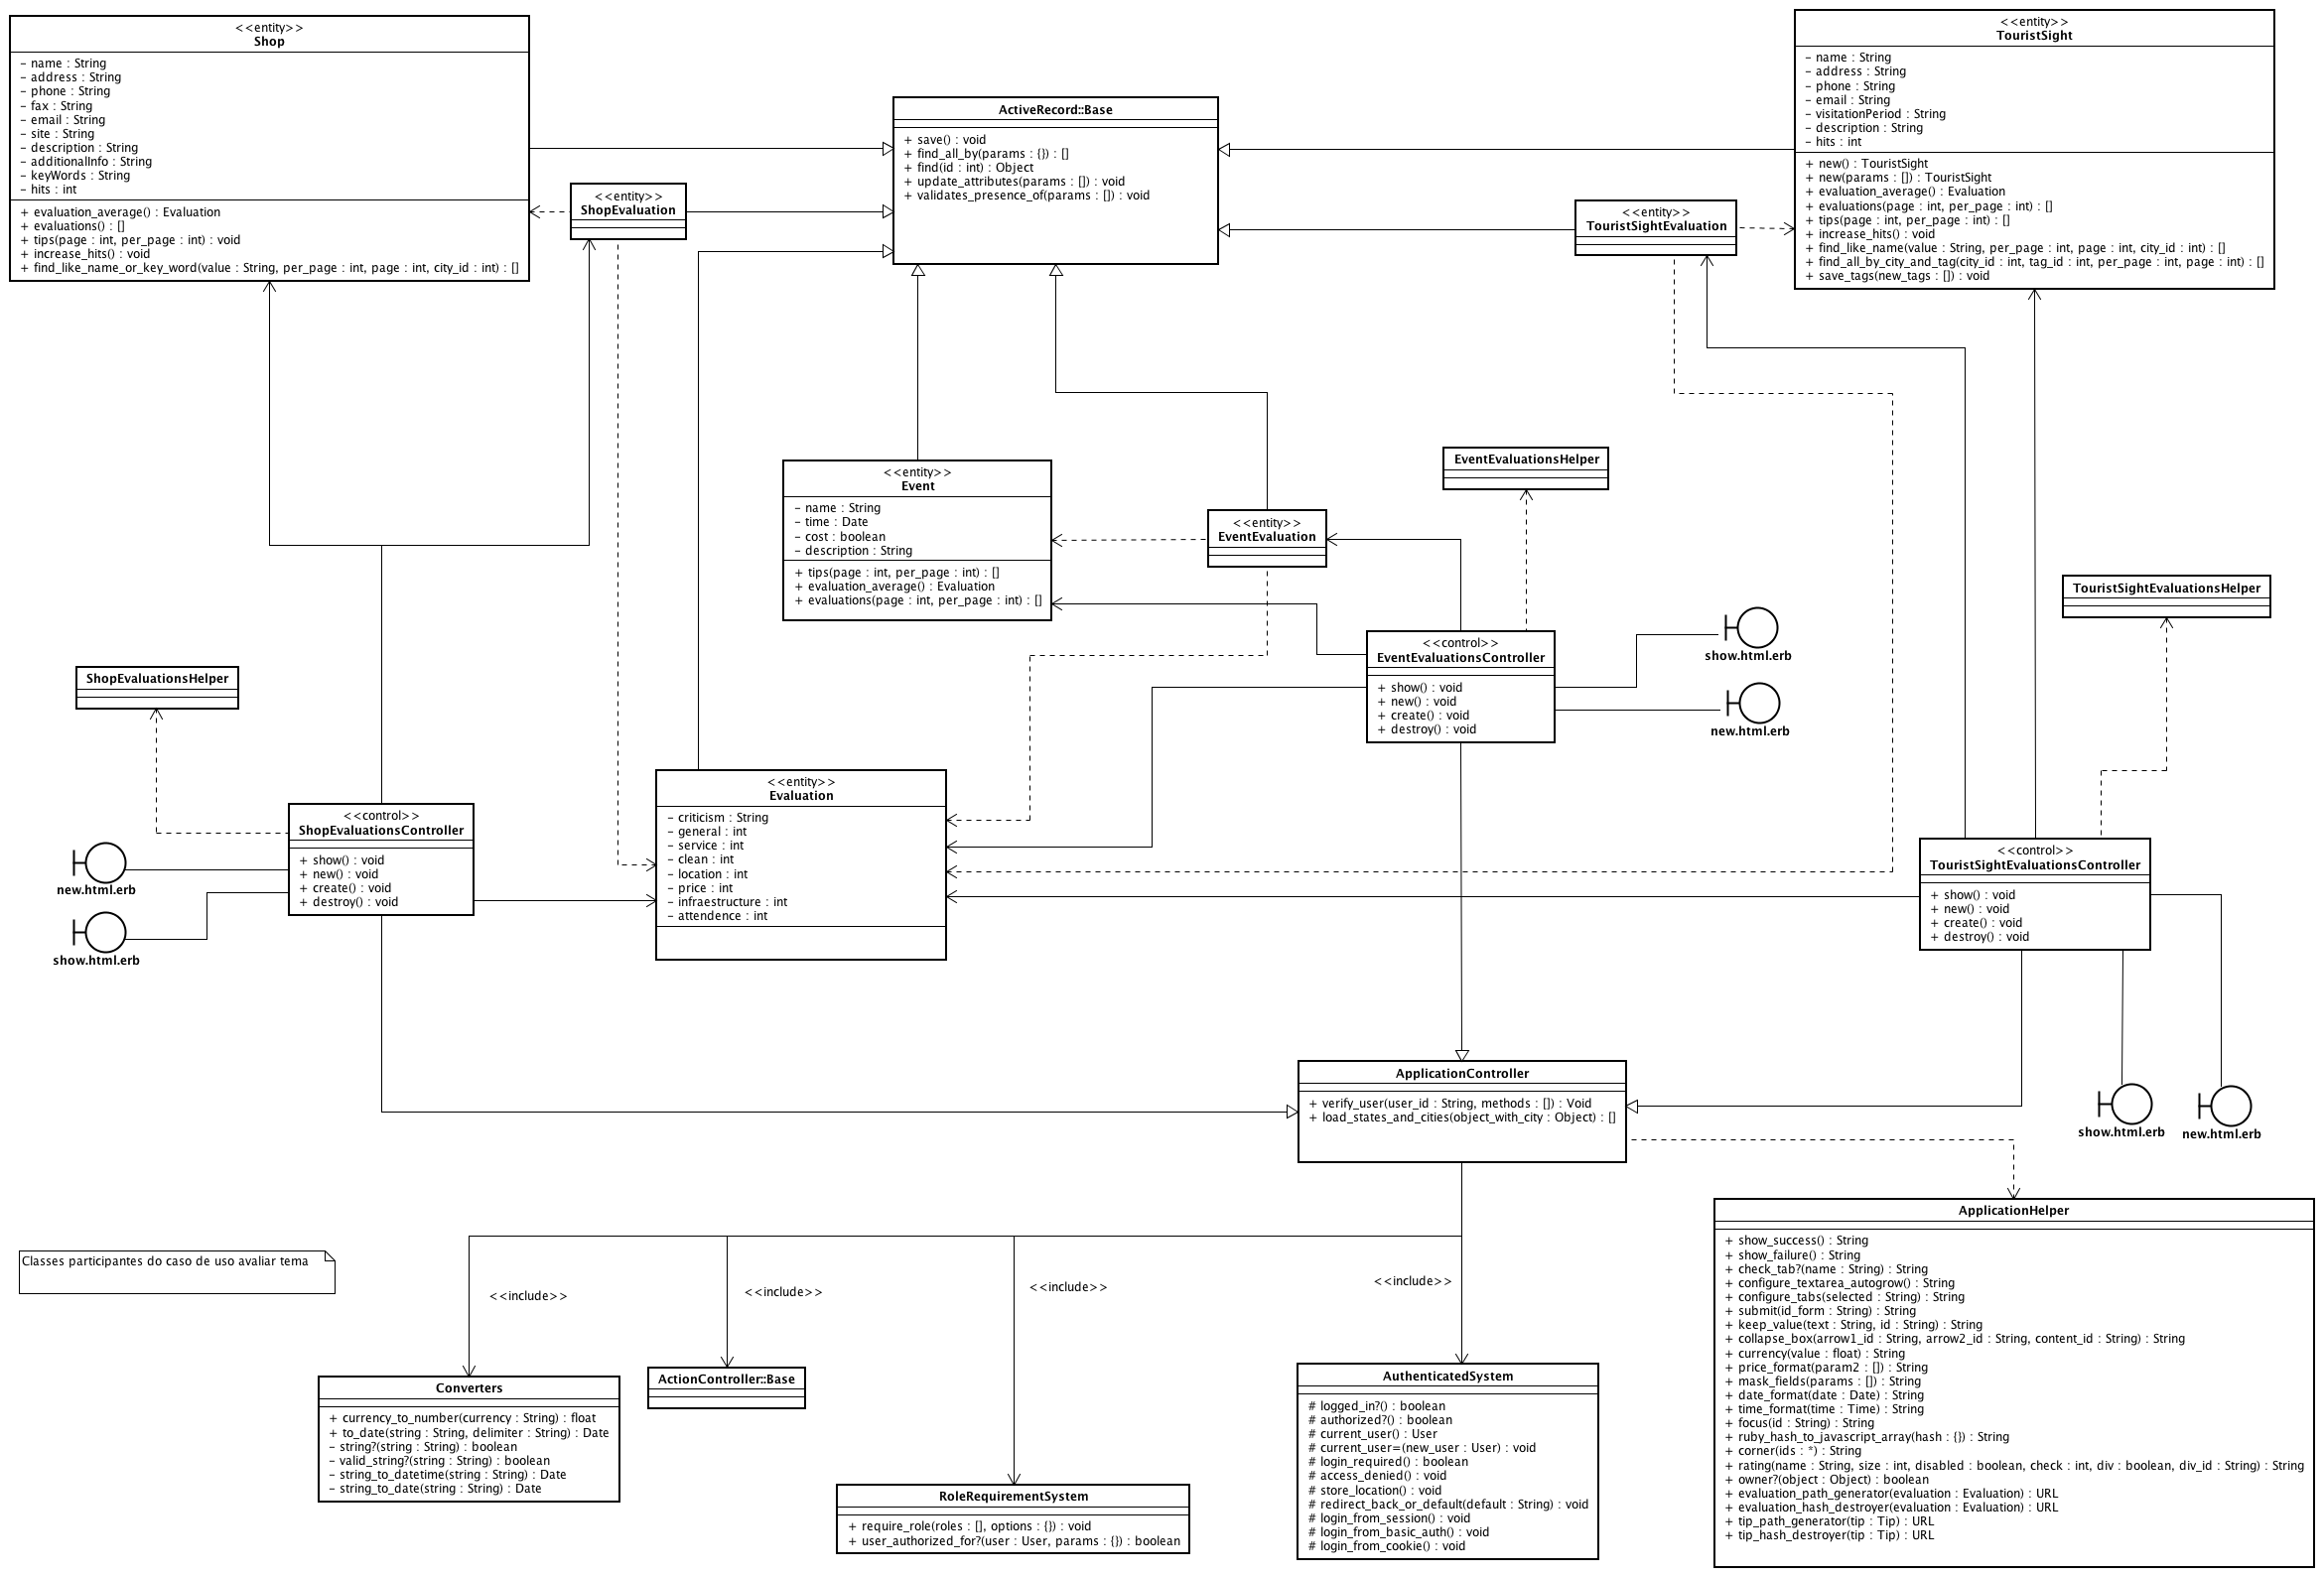 <<entity>>
Shop
- name : String
- address : String
- phone : String
- fax : String
- email : String
- site : String
- description : String
- additionalInfo : String
- keyWords : String
- hits : int
+ evaluation_average() : Evaluation
+ evaluations() : []
+ tips(page : int, per_page : int) : void
+ increase_hits() : void
+ find_like_name_or_key_word(value : String, per_page : int, page : int, city_id : int) : []
<<entity>>
ShopEvaluation
ActiveRecord::Base
+ save() : void
+ find_all_by(params : {}) : []
+ find(id : int) : Object
+ update_attributes(params : []) : void
+ validates_presence_of(params : []) : void
<<entity>>
TouristSightEvaluation
<<entity>>
TouristSight
- name : String
- address : String
- phone : String
- email : String
- visitationPeriod : String
- description : String
- hits : int
+ new() : TouristSight
+ new(params : []) : TouristSight
+ evaluation_average() : Evaluation
+ evaluations(page : int, per_page : int) : []
+ tips(page : int, per_page : int) : []
+ increase_hits() : void
+ find_like_name(value : String, per_page : int, page : int, city_id : int) : []
+ find_all_by_city_and_tag(city_id : int, tag_id : int, per_page : int, page : int) : []
+ save_tags(new_tags : []) : void
<<entity>>
Event
- name : String
- time : Date
- cost : boolean
- description : String
+ tips(page : int, per_page : int) : []
+ evaluation_average() : Evaluation
+ evaluations(page : int, per_page : int) : []
<<entity>>
EventEvaluation
EventEvaluationsHelper
TouristSightEvaluationsHelper
<<control>>
EventEvaluationsController
+ show() : void
+ new() : void
+ create() : void
+ destroy() : void
show.html.erb
new.html.erb
ShopEvaluationsHelper
<<control>>
ShopEvaluationsController
+ show() : void
+ new() : void
+ create() : void
+ destroy() : void
new.html.erb
show.html.erb
<<entity>>
Evaluation
- criticism : String
- general : int
- service : int
- clean : int
- location : int
- price : int
- infraestructure : int
- attendence : int
<<control>>
TouristSightEvaluationsController
+ show() : void
+ new() : void
+ create() : void
+ destroy() : void
show.html.erb
new.html.erb
ApplicationController
+ verify_user(user_id : String, methods : []) : Void
+ load_states_and_cities(object_with_city : Object) : []
Classes participantes do caso de uso avaliar tema
<<include>>
<<include>>
<<include>>
<<include>>
Converters
+ currency_to_number(currency : String) : float
+ to_date(string : String, delimiter : String) : Date
- string?(string : String) : boolean
- valid_string?(string : String) : boolean
- string_to_datetime(string : String) : Date
- string_to_date(string : String) : Date
ActionController::Base
RoleRequirementSystem
+ require_role(roles : [], options : {}) : void
+ user_authorized_for?(user : User, params : {}) : boolean
AuthenticatedSystem
# logged_in?() : boolean
# authorized?() : boolean
# current_user() : User
# current_user=(new_user : User) : void
# login_required() : boolean
# access_denied() : void
# store_location() : void
# redirect_back_or_default(default : String) : void
# login_from_session() : void
# login_from_basic_auth() : void
# login_from_cookie() : void
ApplicationHelper
+ show_success() : String
+ show_failure() : String
+ check_tab?(name : String) : String
+ configure_textarea_autogrow() : String
+ configure_tabs(selected : String) : String
+ submit(id_form : String) : String
+ keep_value(text : String, id : String) : String
+ collapse_box(arrow1_id : String, arrow2_id : String, content_id : String) : String
+ currency(value : float) : String
+ price_format(param2 : []) : String
+ mask_fields(params : []) : String
+ date_format(date : Date) : String
+ time_format(time : Time) : String
+ focus(id : String) : String
+ ruby_hash_to_javascript_array(hash : {}) : String
+ corner(ids : *) : String
+ rating(name : String, size : int, disabled : boolean, check : int, div : boolean, div_id : String) : String
+ owner?(object : Object) : boolean
+ evaluation_path_generator(evaluation : Evaluation) : URL
+ evaluation_hash_destroyer(evaluation : Evaluation) : URL
+ tip_path_generator(tip : Tip) : URL
+ tip_hash_destroyer(tip : Tip) : URL